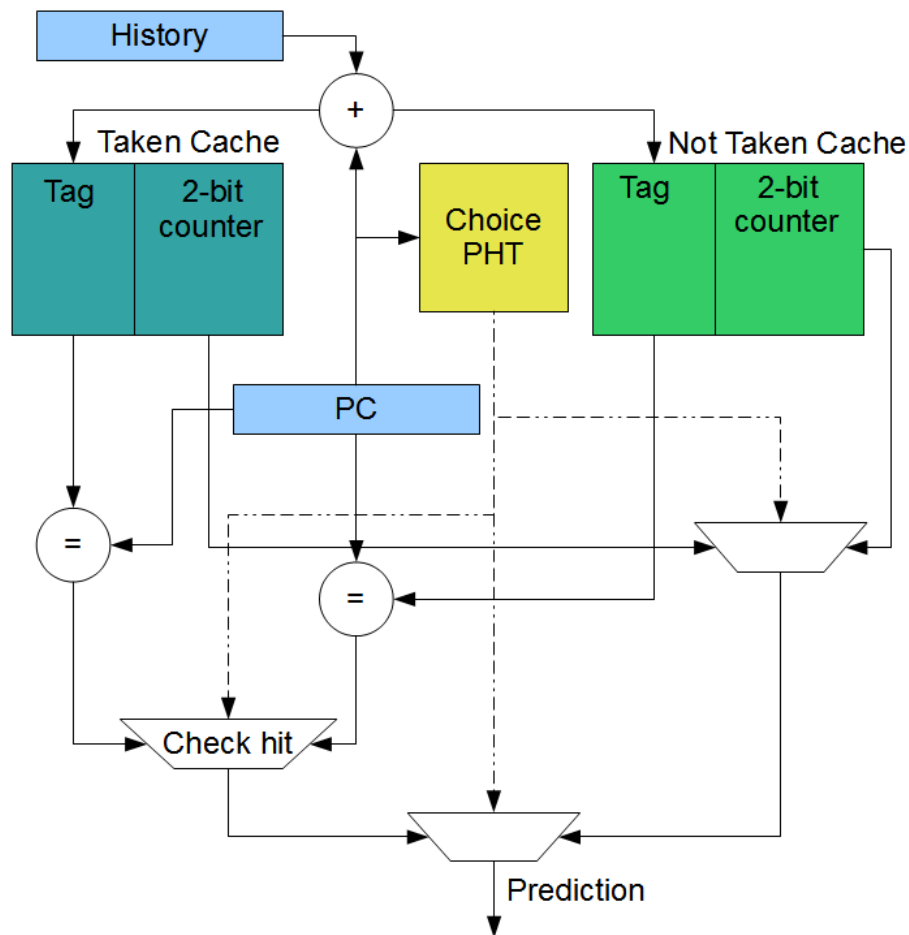 History
+
Taken Cache
Not Taken Cache
Tag
2-bit
counter
Choice
PHT
Tag
2-bit
counter
PC
=
=
Check hit
Prediction